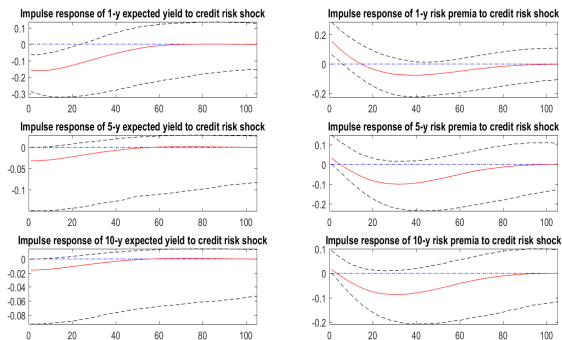 Impulse response of 1-y expected yield to credit risk shock
0.1
0
-0.1
-0.2
-0.3
0 20 40 60 80 100
Impulse response of 1-y risk premia to credit risk shock
0.2
0
-0.2
0 20 40 60 80 100
Impulse response of 5-y expected yield to credit risk shock
0
-0.05
-0.1
0 20 40 60 80 100
Impulse response of 5-y risk premia to credit risk shock
0.1
0
-0.1
-0.2
0 20 40 60 80 100
Impulse response of 10-y expected yield to credit risk shock
0
-0.02
-0.04
-0.06
-0.08
0 20 40 60 80 100
Impulse response of 10-y risk premia to credit risk shock
0.1
0
-0.1
-0.2
0 20 40 60 80 100